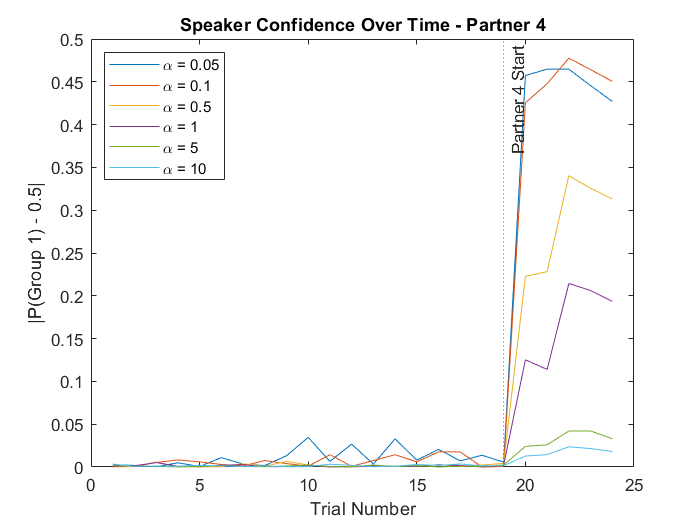 Speaker Confidence Over Time - Partner 4
|P(Group 1) - 0.5|
0.5
0.45
0.4
0.35
0.3
0.25
0.2
0.15
0.1
0.05
0
α = 0.05
α = 0.1
α = 0.5
α = 1
α = 5
α = 10
Partner 4 Start
0 5 10 15 20 25
Trial Number